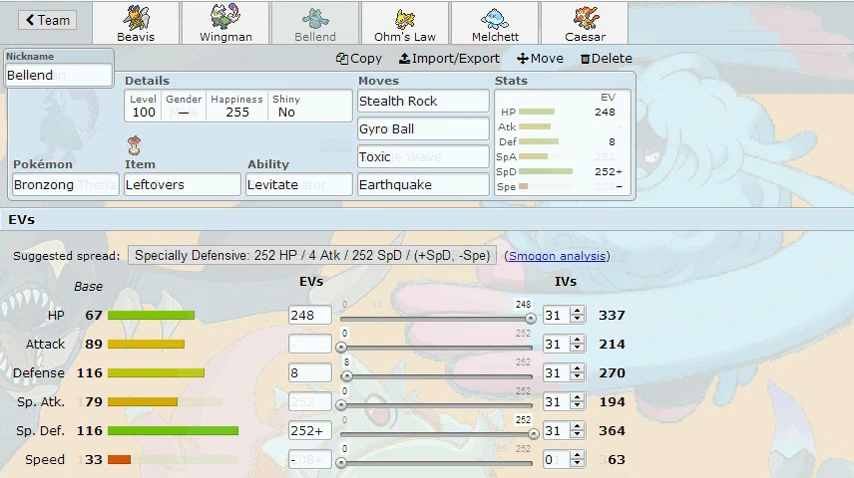 Team
Beavis Wingman Bellend Ohm's Law Melchett Caesar
Copy Import/Export Move Delete
Nickname
Bellend
Details
Level Gender Happiness Shiny
100 — 255 No
Pokémon
Bronzong
Item
Leftovers
Ability
Levitate
Moves
Stealth Rock
Gyro Ball
Toxic
Earthquake
Stats
EV
HP 248
Atk -
Def 8
SpA
SpD 252+
Spe –
EVs
Suggested spread: Specially Defensive: 252 HP / 4 Atk / 252 SpD / (+SpD, -Spe) (Smogon analysis)
Base EVs IVs
HP 67 248 0 248 31 337
Attack 89 0 252 31 214
Defense 116 8 8 252 31 270
Sp. Atk. 79 0 252 31 194
Sp. Def. 116 252+ 0 252 31 364
Speed 33 - 0 252 0 63